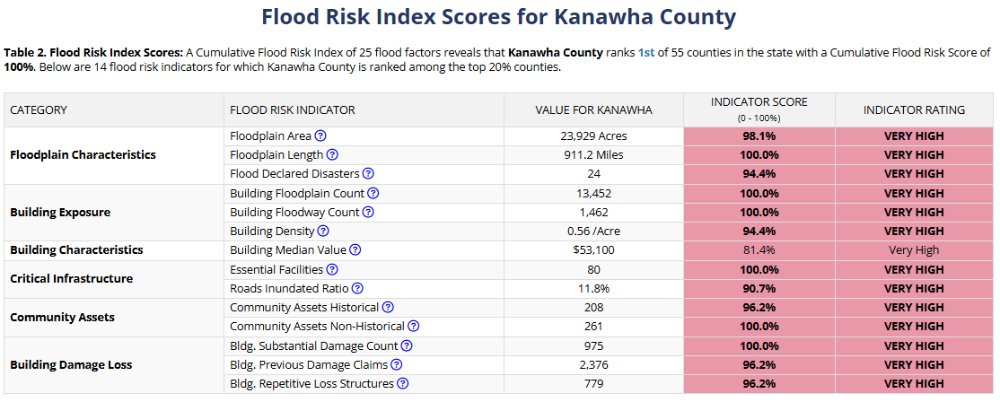 Flood Risk Index Scores for Kanawha County
Table 2. Flood Risk Index Scores: A Cumulative Flood Risk Index of 25 flood factors reveals that Kanawha County ranks 1st of 55 counties in the state with a Cumulative Flood Risk Score of
100%. Below are 14 flood risk indicators for which Kanawha County is ranked among the top 20% counties.
CATEGORY FLOOD RISK INDICATOR VALUE FOR KANAWHA INDICATOR SCORE (0 - 100%) INDICATOR RATING
Floodplain Characteristics
Floodplain Area ? 23,929 Acres 98.1% VERY HIGH
Floodplain Length ? 911.2 Miles 100.0% VERY HIGH
Flood Declared Disasters ? 24 94.4% VERY HIGH
Building Exposure
Building Floodplain Count ? 13,452 100.0% VERY HIGH
Building Floodway Count ? 1,462 100.0% VERY HIGH
Building Density ? 0.56 /Acre 94.4% VERY HIGH
Building Characteristics
Building Median Value ? $53,100 81.4% Very High
Critical Infrastructure
Essential Facilities ? 80 100.0% VERY HIGH
Roads Inundated Ratio ? 11.8% 90.7% VERY HIGH
Community Assets
Community Assets Historical ? 208 96.2% VERY HIGH
Community Assets Non-Historical ? 261 100.0% VERY HIGH
Building Damage Loss
Bldg. Substantial Damage Count ? 975 100.0% VERY HIGH
Bldg. Previous Damage Claims ? 2,376 96.2% VERY HIGH
Bldg. Repetitive Loss Structures ? 779 96.2% VERY HIGH